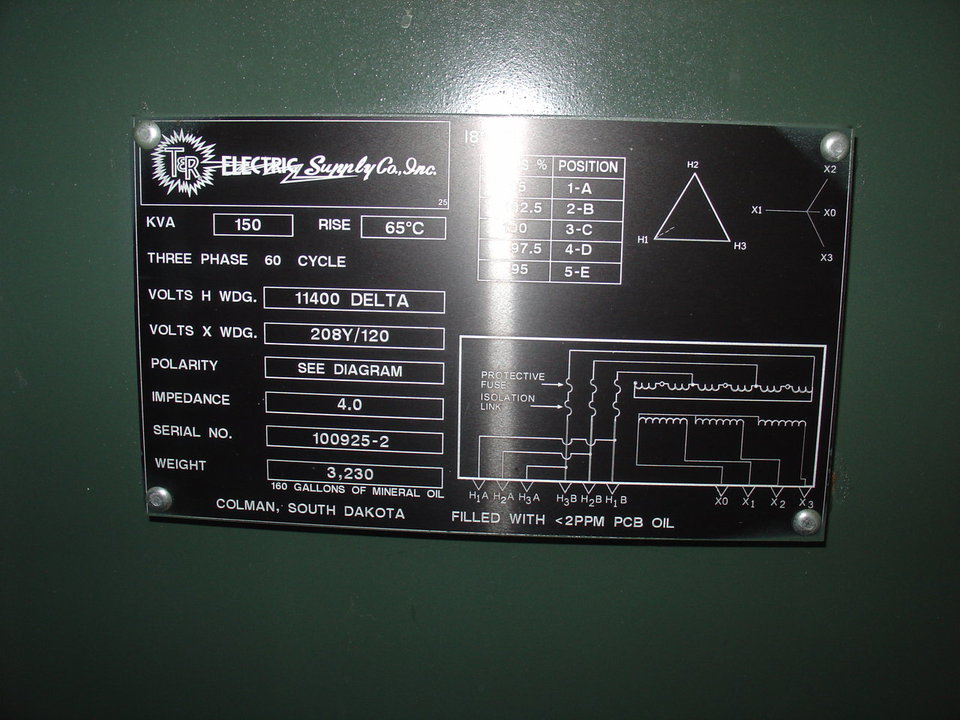 T&R ELECTRIC Supply Co., Inc.
25
KVA 150 RISE 65°C
THREE PHASE 60 CYCLE
VOLTS H WDG. 11400 DELTA
VOLTS X WDG. 208Y/120
POLARITY SEE DIAGRAM
IMPEDANCE 4.0
SERIAL NO. 100925-2
WEIGHT 3,230
160 GALLONS OF MINERAL OIL
COLMAN, SOUTH DAKOTA
% POSITION
1-A
2-B
3-C
97.5 4-D
95 5-E
H2
H1
H3
X2
X1
X0
X3
PROTECTIVE
FUSE
ISOLATION
LINK
H1A H2A H3A H3B H2B H1B X0 X1 X2 X3
FILLED WITH <2PPM PCB OIL